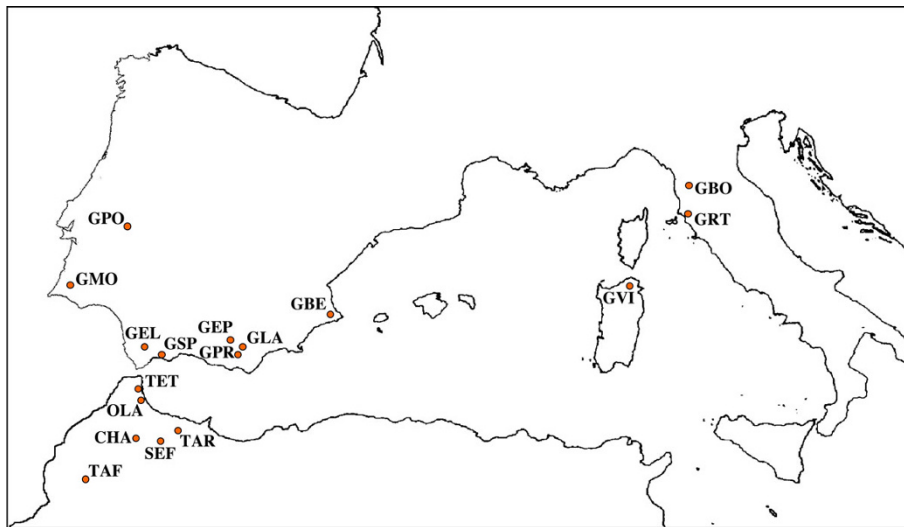 GBO
GRT
GPO
GMO
GVI
GBE
GEP
GEL
GLA
GSP
GPR
TET
OLA
CHA
TAR
SEF
TAF